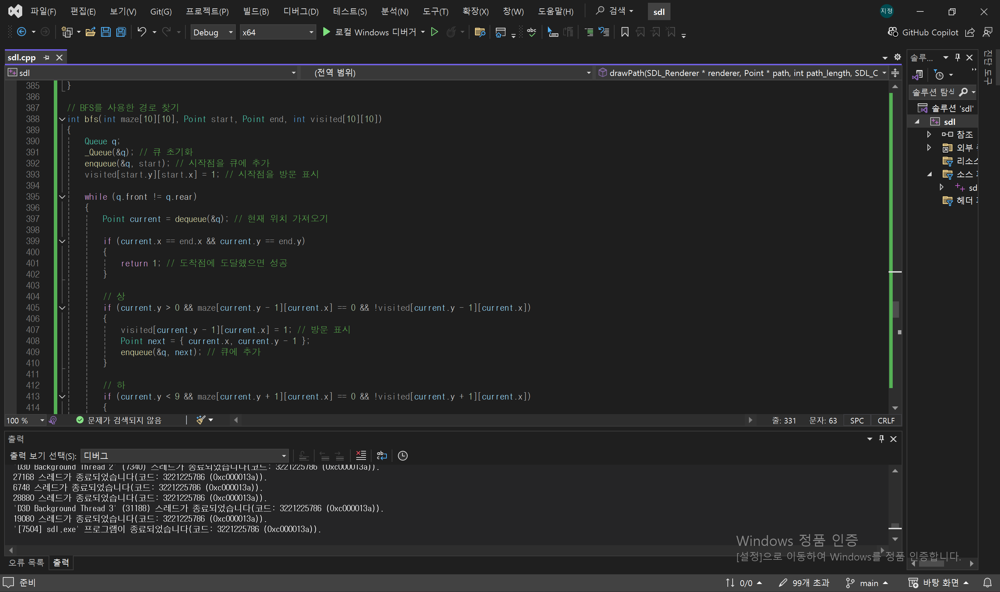 파일(F) 편집(E) 보기(V) Git(G) 프로젝트(P) 빌드(B) 디버그(D) 테스트(S) 분석(N) 도구(T) 확장(X) 창(W) 도움말(H) 검색 sdl 지정
Debug x64 로컬 Windows 디버거 GitHub Copilot
sdl.cpp
sdl (전역 범위) drawPath(SDL_Renderer * renderer, Point * path, int path_length, SDL_C
385 }
386
387 // BFS를 사용한 경로 찾기
388 int bfs(int maze[10][10], Point start, Point end, int visited[10][10])
389 {
390 Queue q;
391 _Queue(&q); // 큐 초기화
392 enqueue(&q, start); // 시작점을 큐에 추가
393 visited[start.y][start.x] = 1; // 시작점을 방문 표시
394
395 while (q.front != q.rear)
396 {
397 Point current = dequeue(&q); // 현재 위치 가져오기
398
399 if (current.x == end.x && current.y == end.y)
400 {
401 return 1; // 도착점에 도달했으면 성공
402 }
403
404 // 상
405 if (current.y > 0 && maze[current.y - 1][current.x] == 0 && !visited[current.y - 1][current.x])
406 {
407 visited[current.y - 1][current.x] = 1; // 방문 표시
408 Point next = { current.x, current.y - 1 };
409 enqueue(&q, next); // 큐에 추가
410 }
411
412 // 하
413 if (current.y < 9 && maze[current.y + 1][current.x] == 0 && !visited[current.y + 1][current.x])
414 {
100 % 문제가 검색되지 않음 줄: 331 문자: 63 SPC CRLF
출력
출력 보기 선택(S): 디버그
'D3D Background Thread 2' (7340) 스레드가 종료되었습니다(코드: 3221225786 (0xc000013a)).
27168 스레드가 종료되었습니다(코드: 3221225786 (0xc000013a)).
6748 스레드가 종료되었습니다(코드: 3221225786 (0xc000013a)).
28880 스레드가 종료되었습니다(코드: 3221225786 (0xc000013a)).
'D3D Background Thread 3' (31188) 스레드가 종료되었습니다(코드: 3221225786 (0xc000013a)).
19080 스레드가 종료되었습니다(코드: 3221225786 (0xc000013a)).
'[7504] sdl.exe' 프로그램이 종료되었습니다(코드: 3221225786 (0xc000013a)).
오류 목록 출력
솔루...
솔루션 탐색
솔루션 'sdl'
sdl
참조
외부
리소스
소스
sd
헤더
진단 도구
Windows 정품 인증
[설정]으로 이동하여 Windows를 정품 인증합니다.
준비 0/0 99개 초과 main 바탕 화면